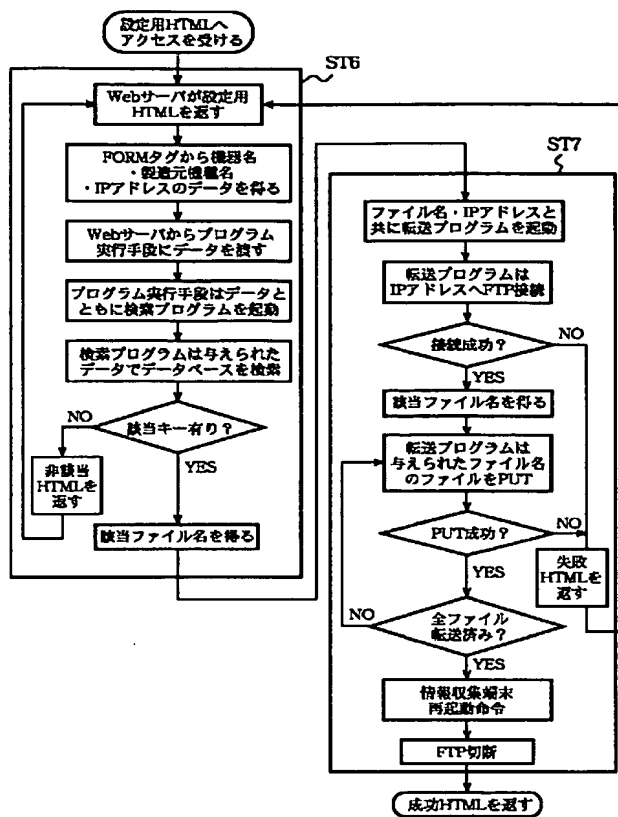 設定用HTMLへ
アクセスを受ける
ST6
Webサーバが設定用
HTMLを返す
FORMタグから機器名
・製造元機種名
・IPアドレスのデータを得る
Webサーバからプログラム
実行手段にデータを渡す
プログラム実行手段はデータと
ともに検索プログラムを起動
検索プログラムは与えられた
データでデータベースを検索
NO
該当キー有り？
YES
非該当
HTMLを
返す
該当ファイル名を得る
ST7
ファイル名・IPアドレスと
共に転送プログラムを起動
転送プログラムは
IPアドレスへFTP接続
接続成功？
NO
YES
該当ファイル名を得る
転送プログラムは
与えられたファイル名
のファイルをPUT
PUT成功？
NO
YES
失敗
HTMLを
返す
NO
全ファイル
転送済み？
YES
情報収集端末
再起動命令
FTP切断
成功HTMLを返す